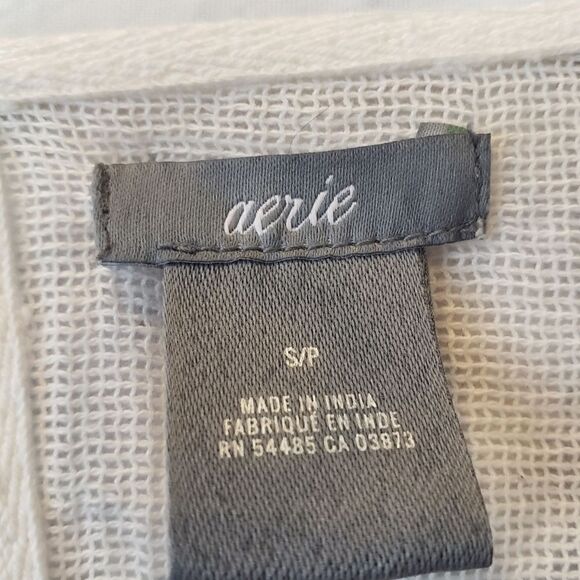 aerie
S/P
MADE IN INDIA
FABRIQUÉ EN INDE
RN 54485 CA 03873